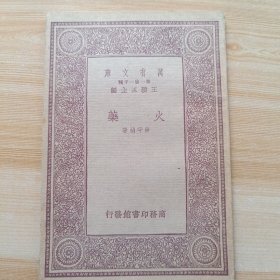 庫文有萬
種千一集一第
編主五雲王
藥火
行發館書印務商